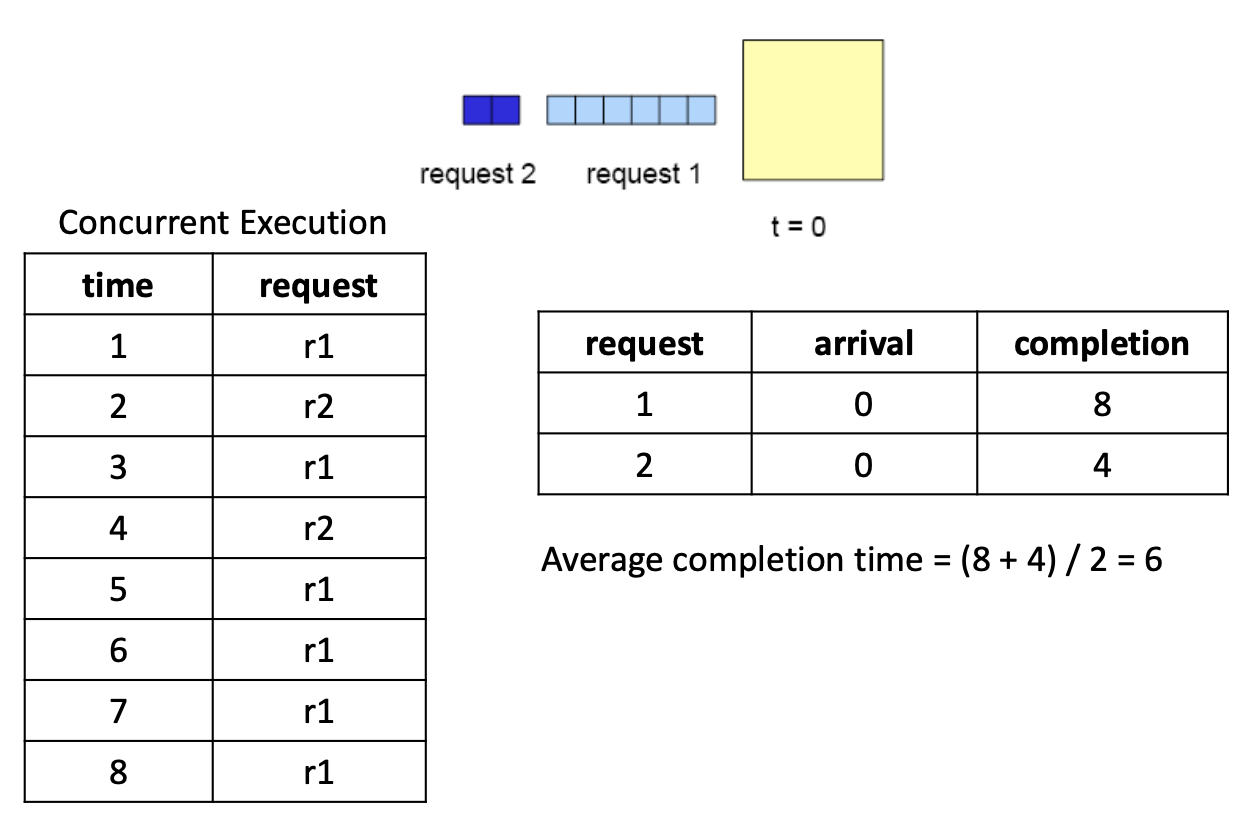 request 2 request 1
t = 0
Concurrent Execution
time request
1 r1
2 r2
3 r1
4 r2
5 r1
6 r1
7 r1
8 r1
request arrival completion
1 0 8
2 0 4
Average completion time = (8 + 4) / 2 = 6